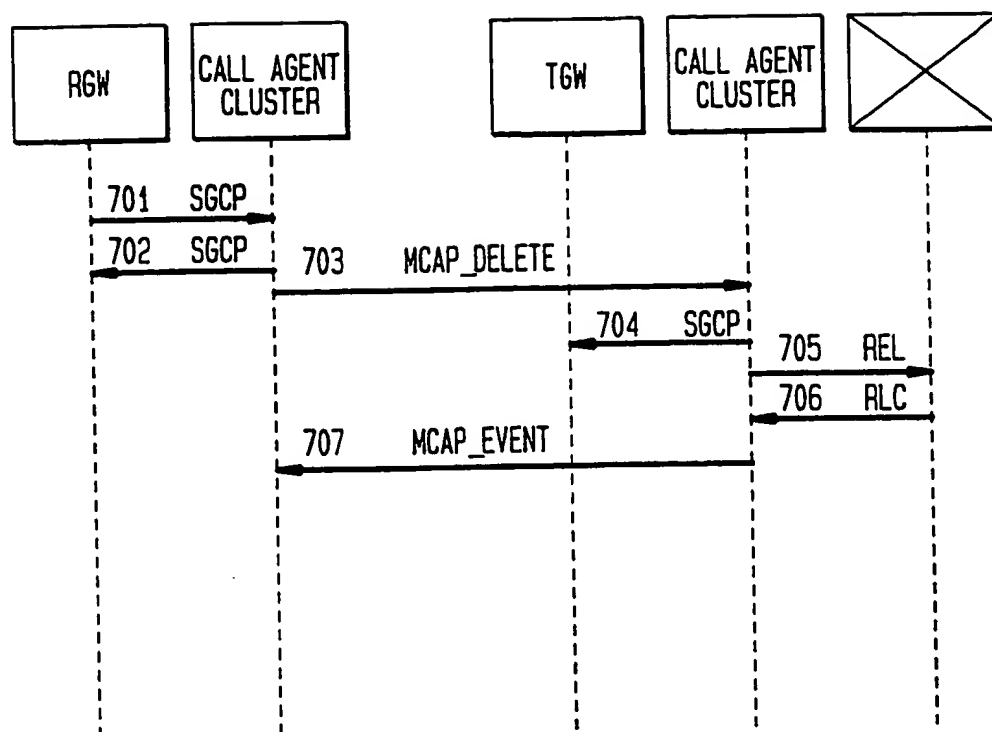 RGW
CALL AGENT
CLUSTER
TGW
CALL AGENT
CLUSTER
701 SGCP
702 SGCP
703 MCAP_DELETE
704 SGCP
705 REL
706 RLC
707 MCAP_EVENT